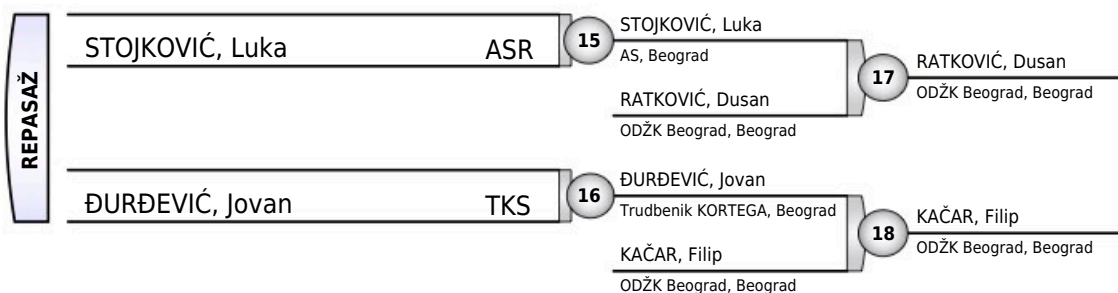 REPASAŽ
STOJKOVIĆ, Luka ASR
15
STOJKOVIĆ, Luka
AS, Beograd
RATKOVIĆ, Dusan
ODŽK Beograd, Beograd
17
RATKOVIĆ, Dusan
ODŽK Beograd, Beograd
ĐURĐEVIĆ, Jovan TKS
16
ĐURĐEVIĆ, Jovan
Trudbenik KORTEGA, Beograd
KAČAR, Filip
ODŽK Beograd, Beograd
18
KAČAR, Filip
ODŽK Beograd, Beograd